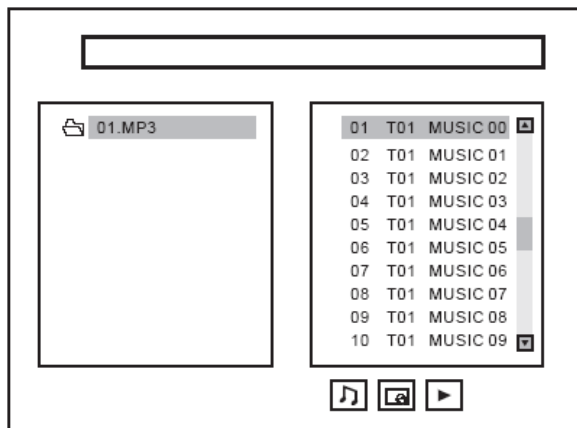 01.MP3
01 T01 MUSIC 00
02 T01 MUSIC 01
03 T01 MUSIC 02
04 T01 MUSIC 03
05 T01 MUSIC 04
06 T01 MUSIC 05
07 T01 MUSIC 06
08 T01 MUSIC 07
09 T01 MUSIC 08
10 T01 MUSIC 09